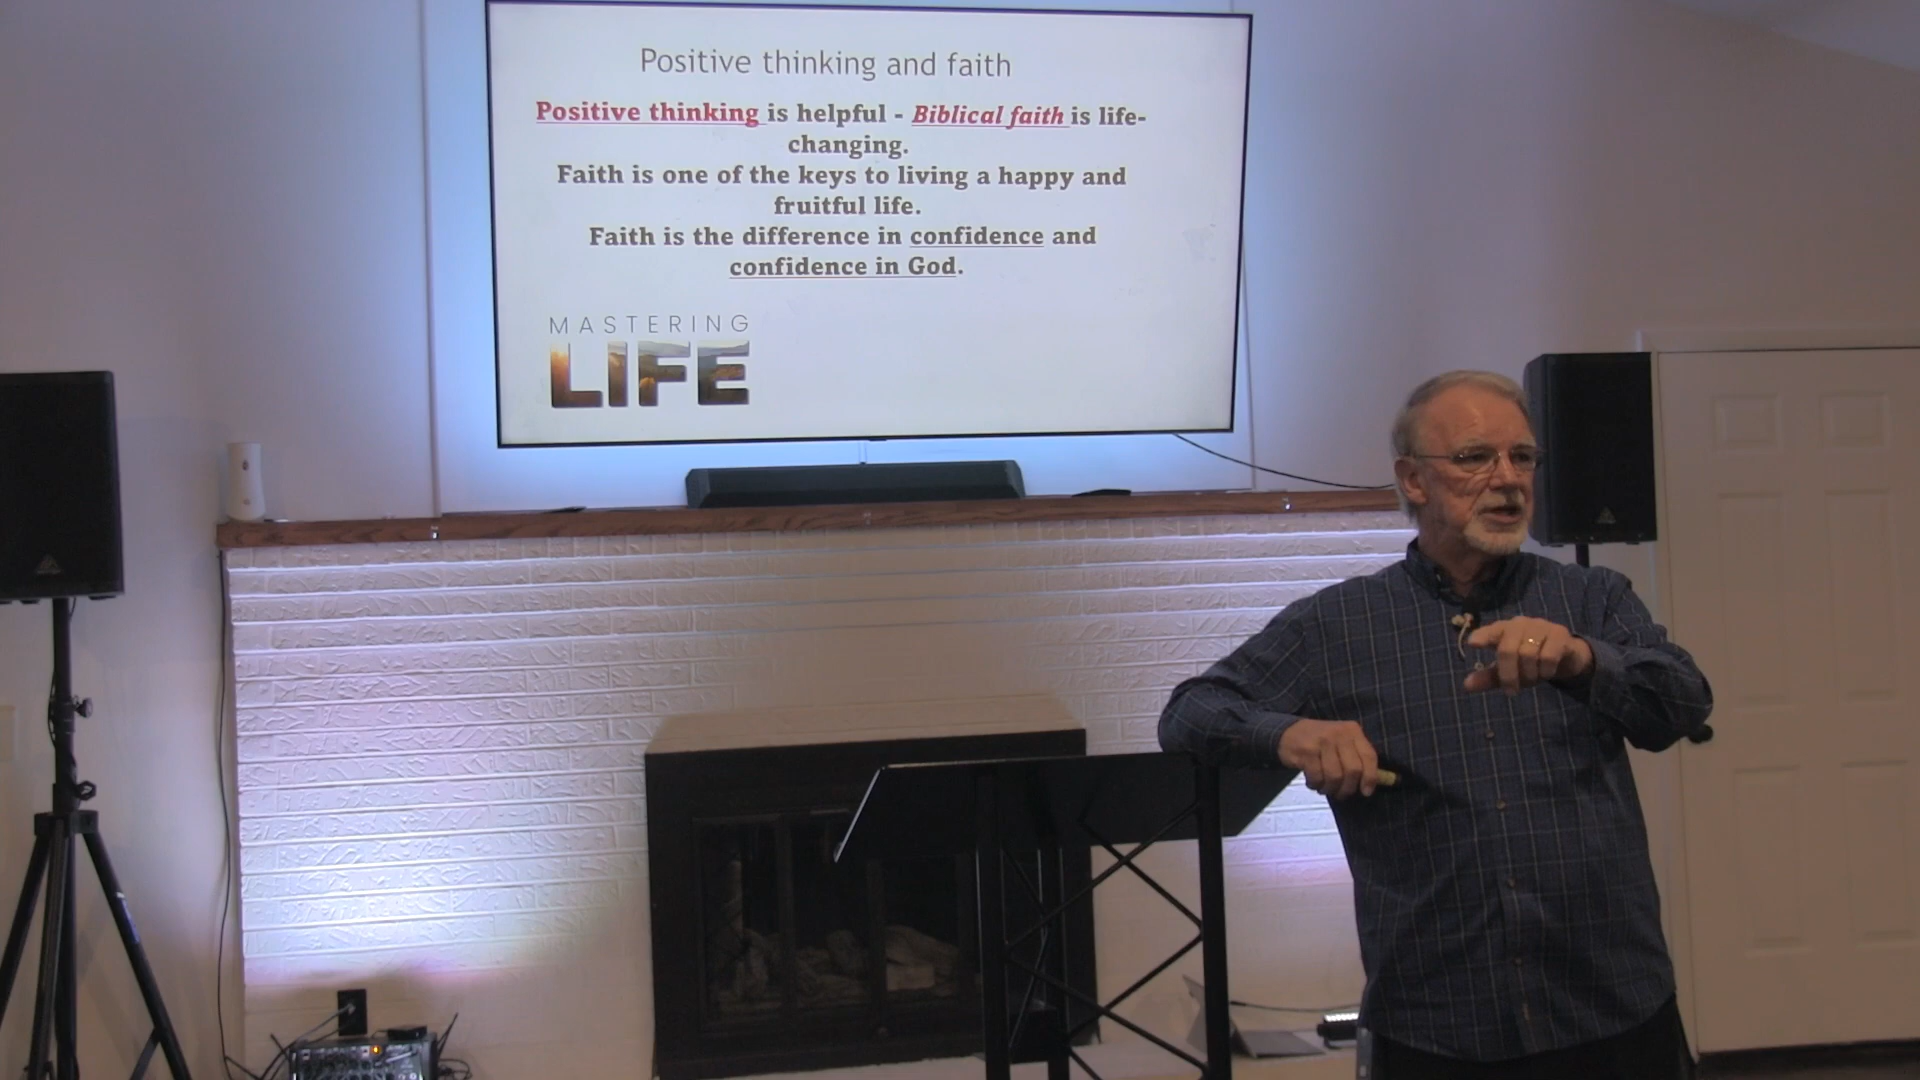 Positive thinking and faith
Positive thinking is helpful - Biblical faith is life-
changing.
Faith is one of the keys to living a happy and
fruitful life.
Faith is the difference in confidence and
confidence in God.
MASTERING
LIFE